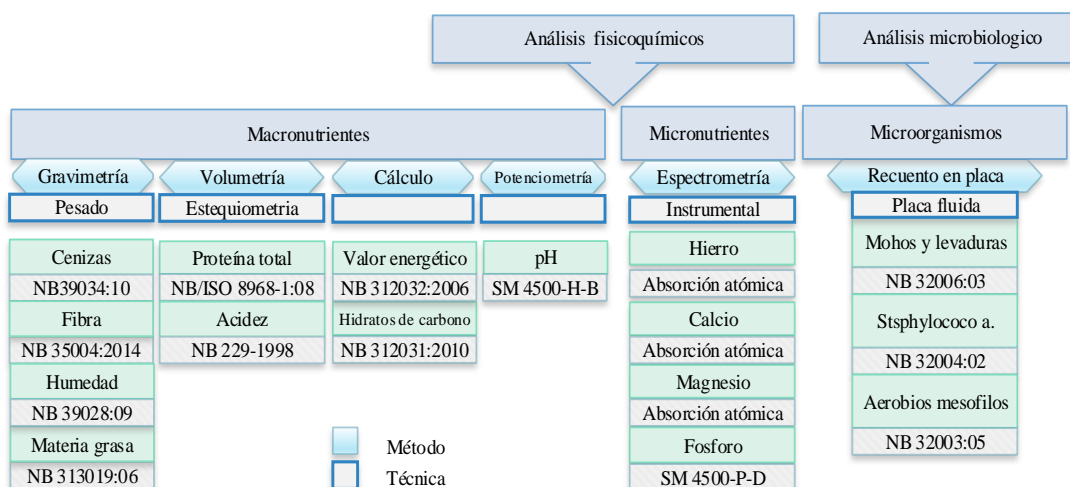 Análisis fisicoquímicos
Análisis microbiologico
Macronutrientes
Micronutrientes
Microorganismos
Gravimetría
Volumetría
Cálculo
Potenciometría
Espectrometría
Recuento en placa
Pesado
Estequiometria
Instrumental
Placa fluida
Cenizas
NB39034:10
Fibra
NB 35004:2014
Humedad
NB 39028:09
Materia grasa
NB 313019:06
Proteína total
NB/ISO 8968-1:08
Acidez
NB 229-1998
Valor energético
NB 312032:2006
Hidratos de carbono
NB 312031:2010
pH
SM 4500-H-B
Hierro
Absorción atómica
Calcio
Absorción atómica
Magnesio
Absorción atómica
Fosforo
SM 4500-P-D
Mohos y levaduras
NB 32006:03
Stsphylococo a.
NB 32004:02
Aerobios mesofilos
NB 32003:05
Método
Técnica